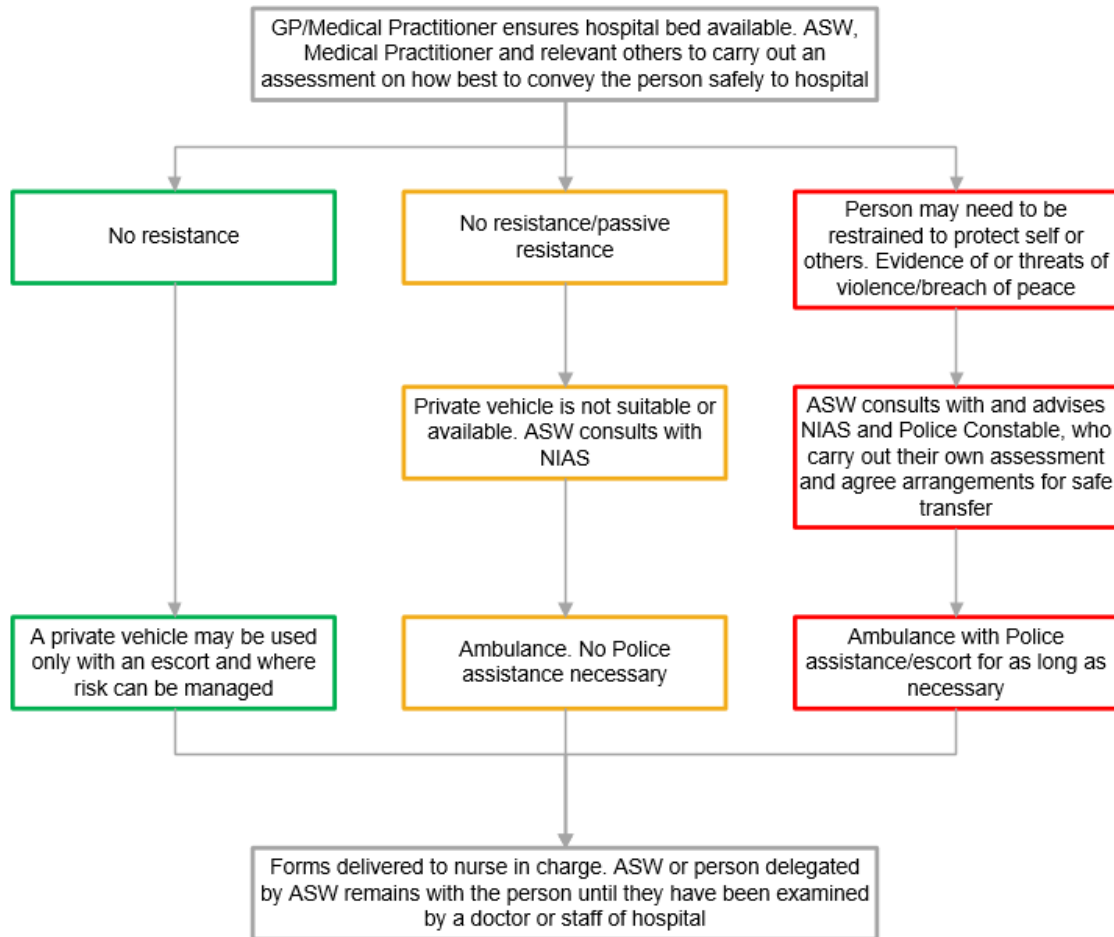 GP/Medical Practitioner ensures hospital bed available. ASW,
Medical Practitioner and relevant others to carry out an
assessment on how best to convey the person safely to hospital
No resistance
No resistance/passive
resistance
Person may need to be
restrained to protect self or
others. Evidence of or threats of
violence/breach of peace
Private vehicle is not suitable or
available. ASW consults with
NIAS
ASW consults with and advises
NIAS and Police Constable, who
carry out their own assessment
and agree arrangements for safe
transfer
A private vehicle may be used
only with an escort and where
risk can be managed
Ambulance. No Police
assistance necessary
Ambulance with Police
assistance/escort for as long as
necessary
Forms delivered to nurse in charge. ASW or person delegated
by ASW remains with the person until they have been examined
by a doctor or staff of hospital